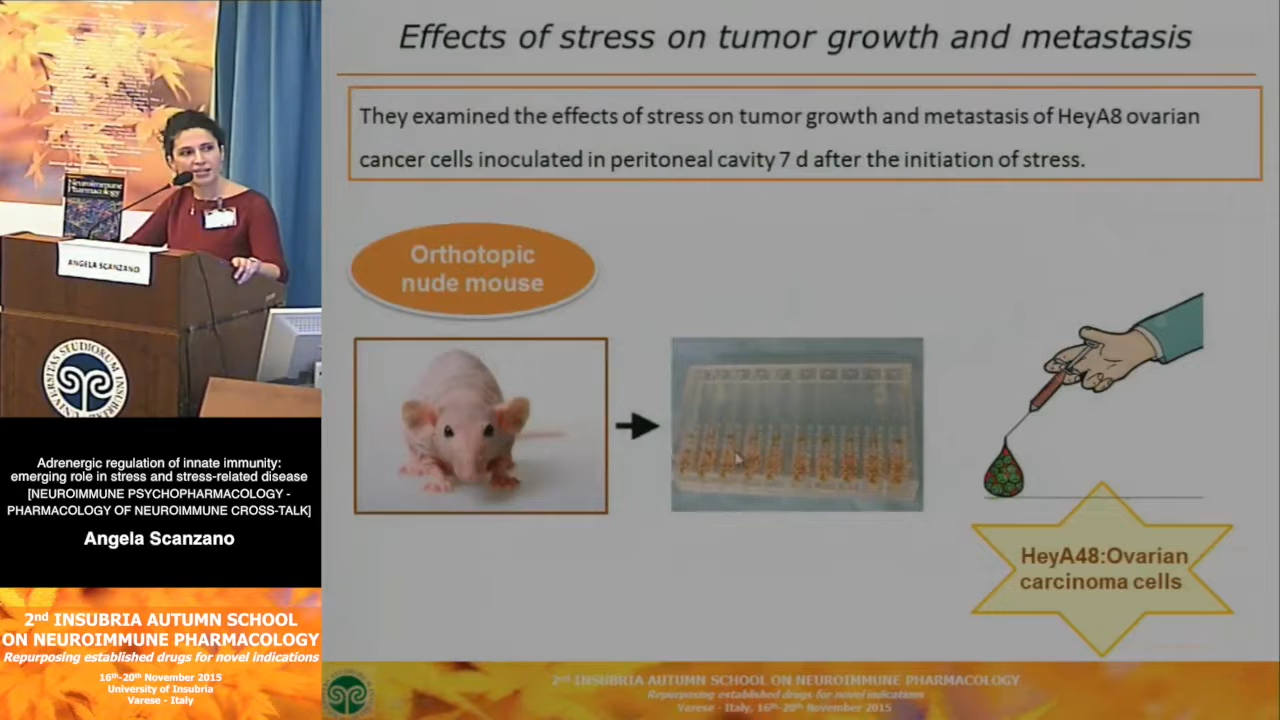 Effects of stress on tumor growth and metastasis
They examined the effects of stress on tumor growth and metastasis of HeyA8 ovarian
cancer cells inoculated in peritoneal cavity 7 d after the initiation of stress.
Orthotopic
nude mouse
HeyA48:Ovarian
carcinoma cells
2nd INSUBRIA AUTUMN SCHOOL ON NEUROIMMUNE PHARMACOLOGY
Repurposing established drugs for novel indications
Varese - Italy, 16th-20th November 2015
Neuroimmune
Pharmacology
ANGELA SCANZANO
Adrenergic regulation of innate immunity:
emerging role in stress and stress-related disease
[NEUROIMMUNE PSYCHOPHARMACOLOGY -
PHARMACOLOGY OF NEUROIMMUNE CROSS-TALK]
Angela Scanzano
2nd INSUBRIA AUTUMN SCHOOL
ON NEUROIMMUNE PHARMACOLOGY
Repurposing established drugs for novel indications
16th-20th November 2015
University of Insubria
Varese - Italy